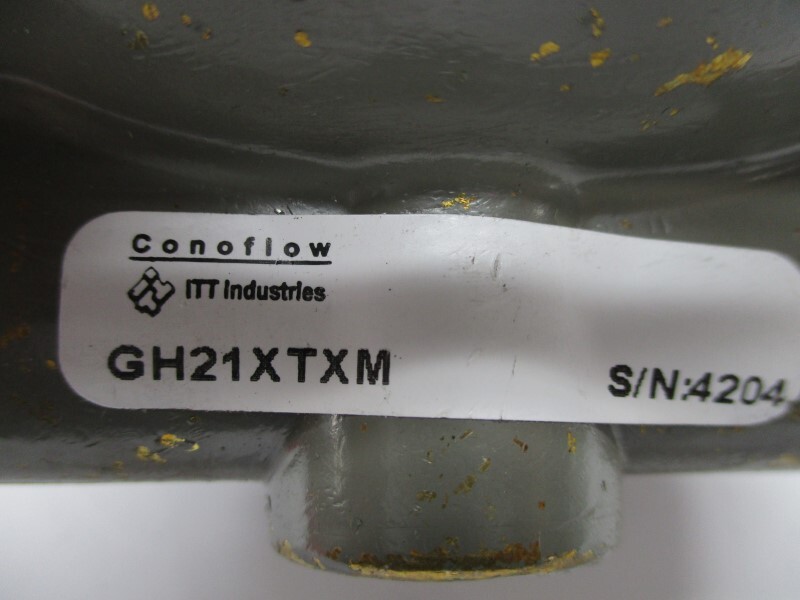 Conoflow
ITT Industries
GH21XTXM
S/N:4204